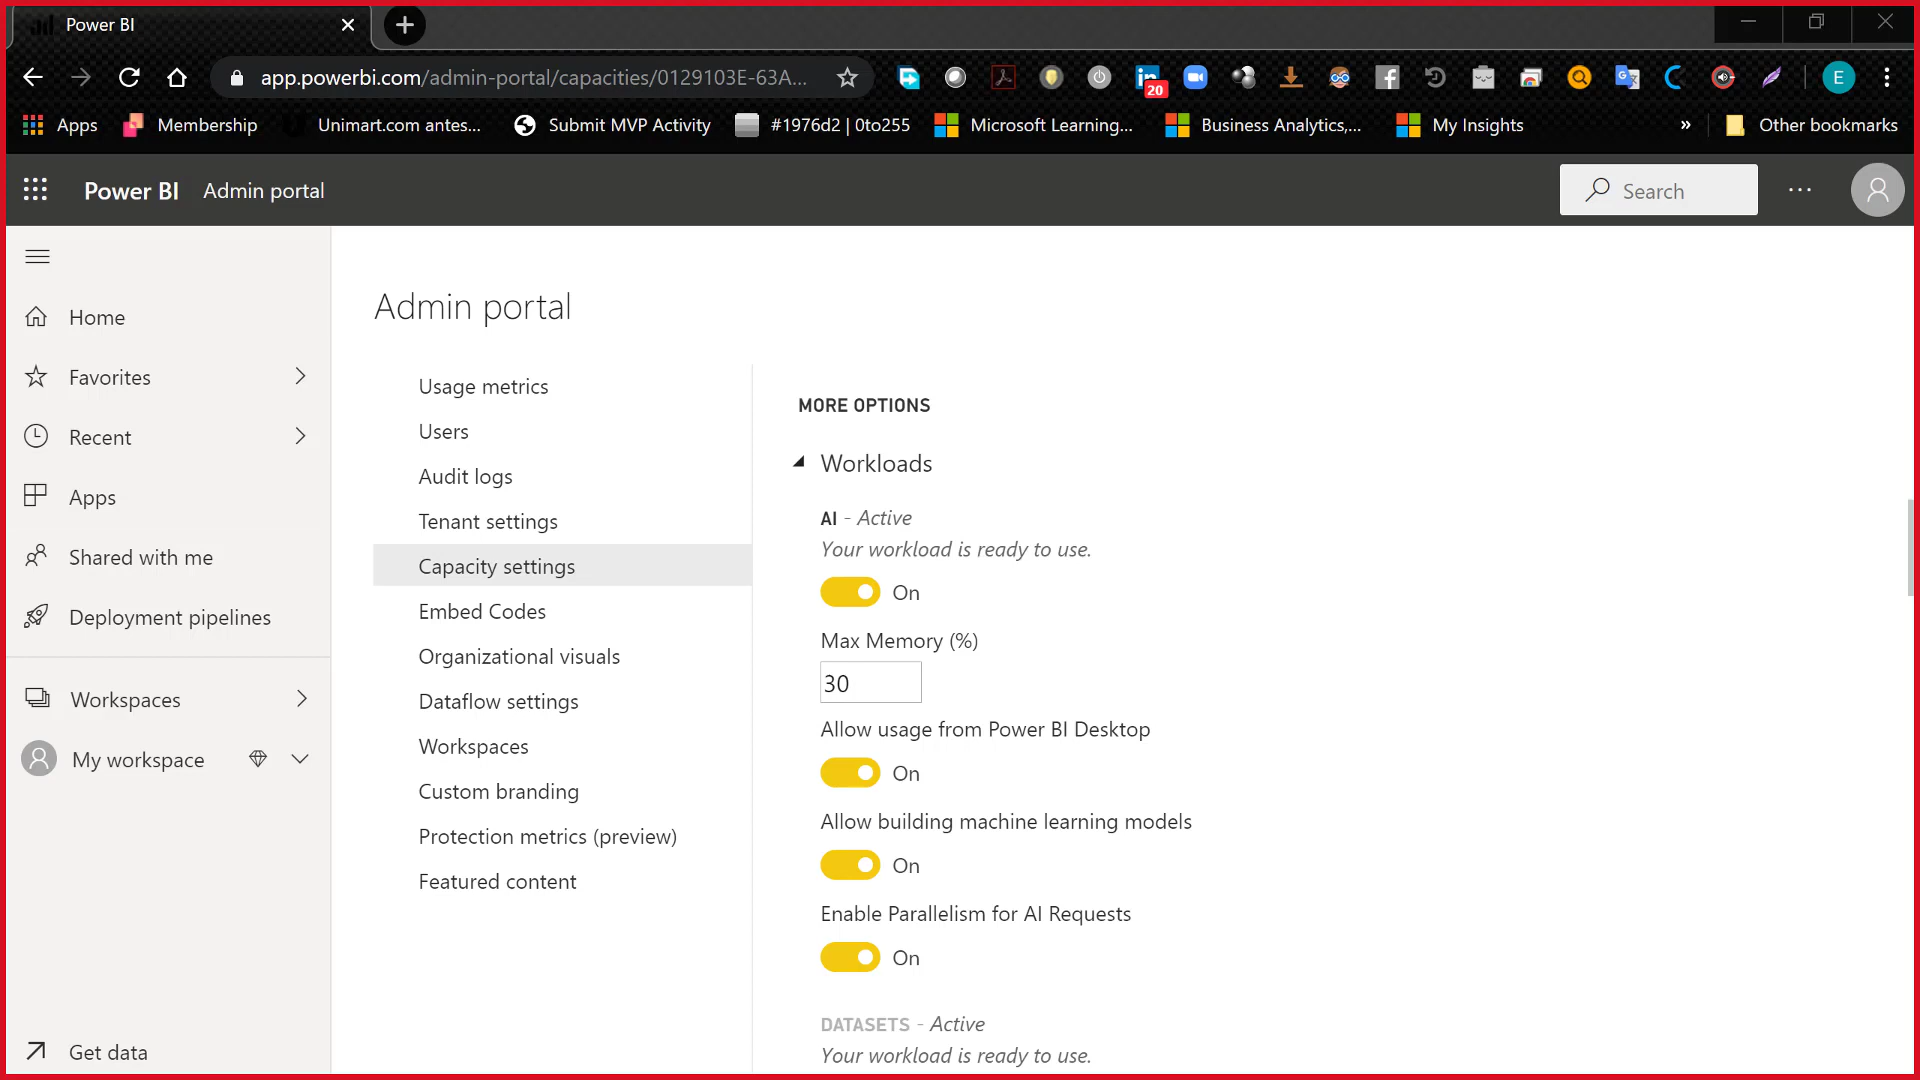 Power BI
app.powerbi.com/admin-portal/capacities/0129103E-63A...
20
E
Apps
Membership
Unimart.com antes...
Submit MVP Activity
#1976d2 | 0to255
Microsoft Learning...
Business Analytics,...
My Insights
»
Other bookmarks
Power BI
Admin portal
Search
Home
Favorites
Recent
Apps
Shared with me
Deployment pipelines
Workspaces
My workspace
Get data
Admin portal
Usage metrics
Users
Audit logs
Tenant settings
Capacity settings
Embed Codes
Organizational visuals
Dataflow settings
Workspaces
Custom branding
Protection metrics (preview)
Featured content
MORE OPTIONS
Workloads
AI - Active
Your workload is ready to use.
On
Max Memory (%)
30
Allow usage from Power BI Desktop
On
Allow building machine learning models
On
Enable Parallelism for AI Requests
On
DATASETS - Active
Your workload is ready to use.